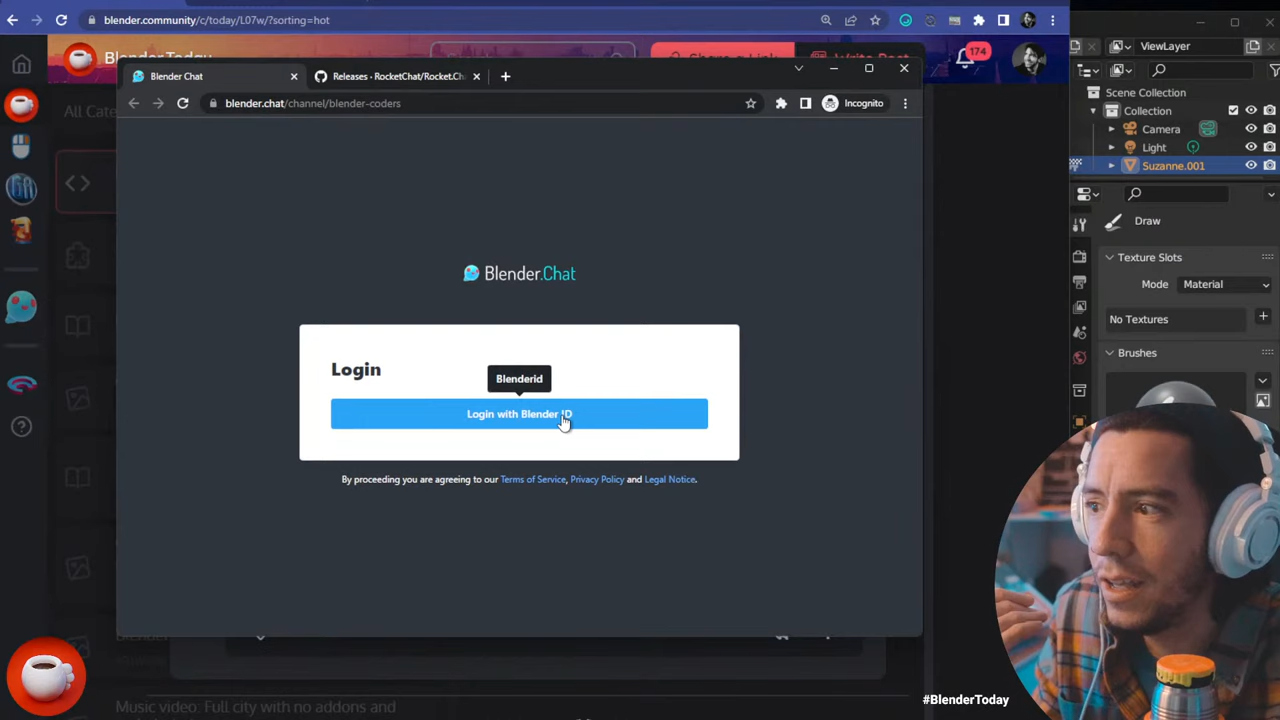 blender.community/c/today/L07w/?sorting=hot
BlenderToday
174
ViewLayer
Blender Chat
Releases · RocketChat/Rocket.Ch
Scene Collection
blender.chat/channel/blender-coders
Incognito
All Cate
Collection
Camera
Light
Suzanne.001
Draw
Blender.Chat
Texture Slots
Mode
Material
No Textures
Login
Blenderid
Brushes
Login with Blender ID
By proceeding you are agreeing to our Terms of Service, Privacy Policy and Legal Notice.
#BlenderToday
Music video: Full city with no addons and